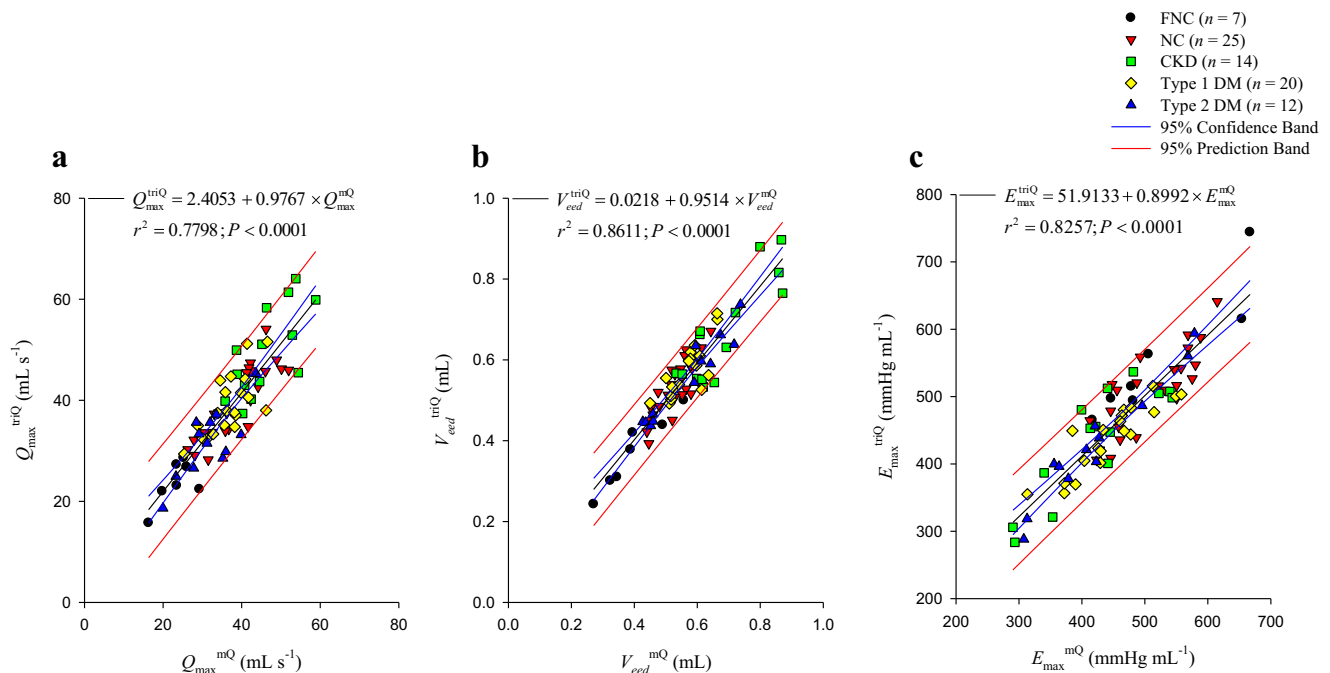 FNC (n = 7)
NC (n = 25)
CKD (n = 14)
Type 1 DM (n = 20)
Type 2 DM (n = 12)
95% Confidence Band
95% Prediction Band
a
Q_max^triQ = 2.4053 + 0.9767 × Q_max^mQ
r² = 0.7798; P < 0.0001
Q_max^triQ (mL s⁻¹)
80
60
40
20
0
0 20 40 60 80
Q_max^mQ (mL s⁻¹)
b
V_eed^triQ = 0.0218 + 0.9514 × V_eed^mQ
r² = 0.8611; P < 0.0001
V_eed^triQ (mL)
1.0
0.8
0.6
0.4
0.2
0.0
0.0 0.2 0.4 0.6 0.8 1.0
V_eed^mQ (mL)
c
E_max^triQ = 51.9133 + 0.8992 × E_max^mQ
r² = 0.8257; P < 0.0001
E_max^triQ (mmHg mL⁻¹)
800
700
600
500
400
300
200
200 300 400 500 600 700
E_max^mQ (mmHg mL⁻¹)